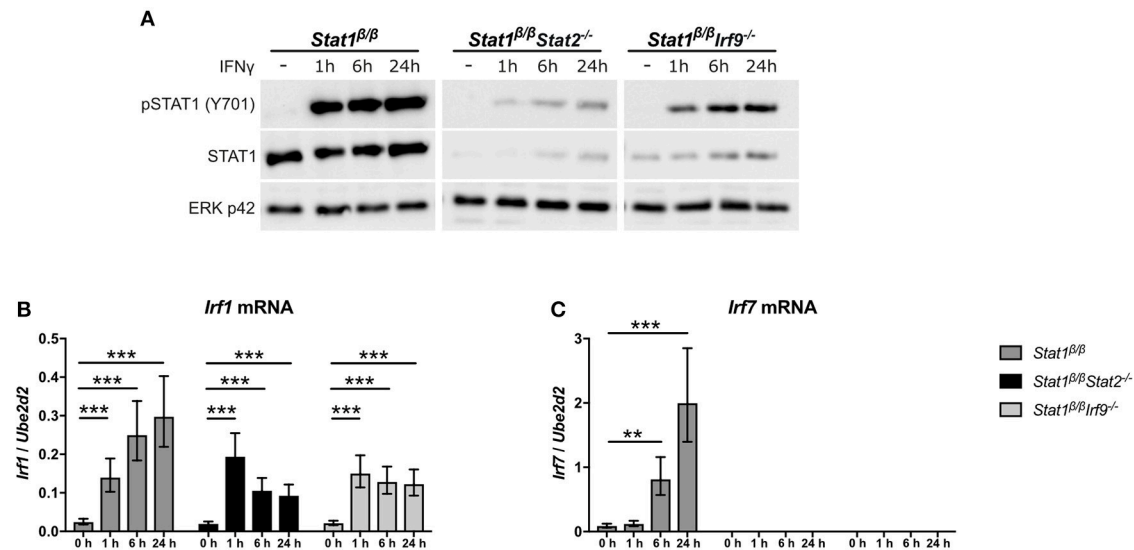 A
Stat1β/β Stat1β/βStat2-/- Stat1β/βIrf9-/-
IFNγ - 1h 6h 24h - 1h 6h 24h - 1h 6h 24h
pSTAT1 (Y701)
STAT1
ERK p42
B Irf1 mRNA
Irf1 / Ube2d2
0.5
0.4
0.3
0.2
0.1
0.0
*** *** ***
*** *** ***
*** *** ***
0 h 1 h 6 h 24 h 0 h 1 h 6 h 24 h 0 h 1 h 6 h 24 h
C Irf7 mRNA
Irf7 / Ube2d2
3
2
1
0
***
**
0 h 1 h 6 h 24 h 0 h 1 h 6 h 24 h 0 h 1 h 6 h 24 h
Stat1β/β
Stat1β/βStat2-/-
Stat1β/βIrf9-/-